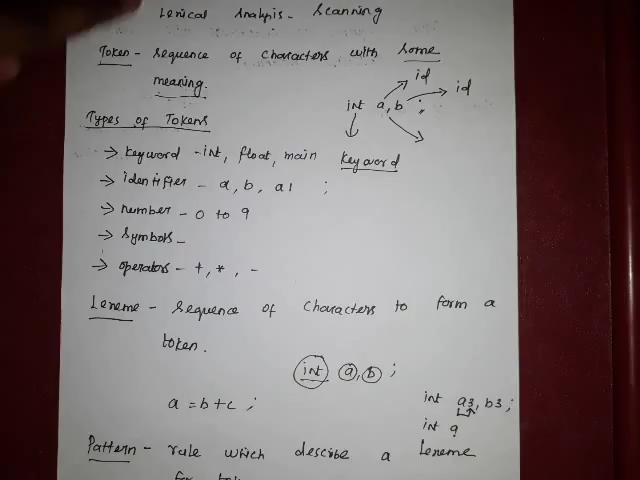 Lexical Analysis - Scanning
Token - Sequence of characters with some
meaning.
id
id
int a, b ;
Types of Tokens
→ keyword - int, float, main
keyword
→ identifier - a, b, a1 ;
→ number - 0 to 9
→ symbols -
→ operators - +, *, -
Lexeme - sequence of characters to form a
token.
int a, b ;
a = b + c ;
int a3, b3;
int 9
Pattern - rule which descibe a Lexeme